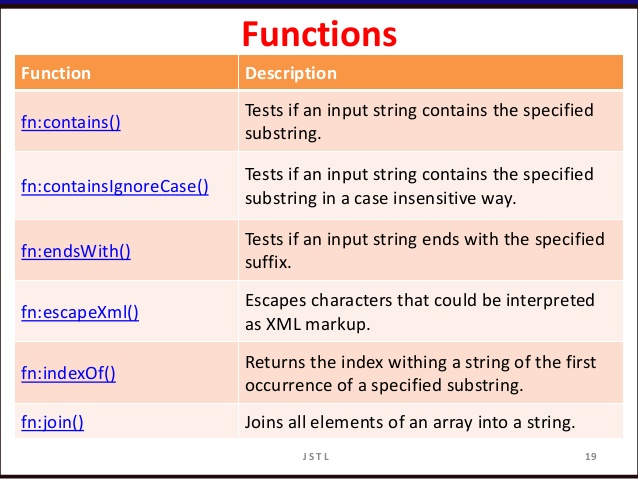 Functions
Function Description
fn:contains() Tests if an input string contains the specified
substring.
fn:containsIgnoreCase() Tests if an input string contains the specified
substring in a case insensitive way.
fn:endsWith() Tests if an input string ends with the specified
suffix.
fn:escapeXml() Escapes characters that could be interpreted
as XML markup.
fn:indexOf() Returns the index withing a string of the first
occurrence of a specified substring.
fn:join() Joins all elements of an array into a string.
JSTL 19